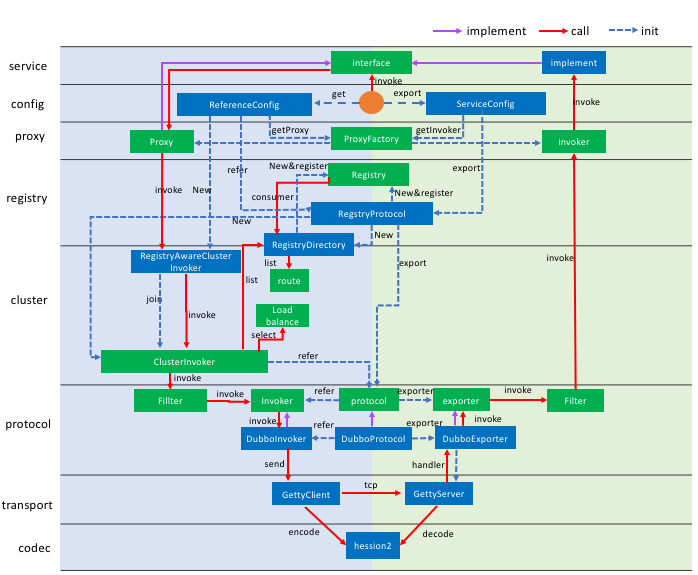 implement call init
service interface implement
invoke
config ReferenceConfig get export ServiceConfig invoke
proxy Proxy getProxy ProxyFactory getInvoker invoker
refer New&register export
registry invoke New consumer Registry New&register
New RegstryProtocol
RegistryDirectory New
RegistryAwareCluster
Invoker
list export invoke
cluster join list route
invoke Load
balance
select
ClusterInvoker refer
invoke
Fillter invoke Invoker refer protocol exporter exporter invoke Filter
protocol invoke refer exporter invoke
DubboInvoker DubboProtocol DubboExporter
send handler
transport GettyClient tcp GettyServer
encode decode
codec hession2